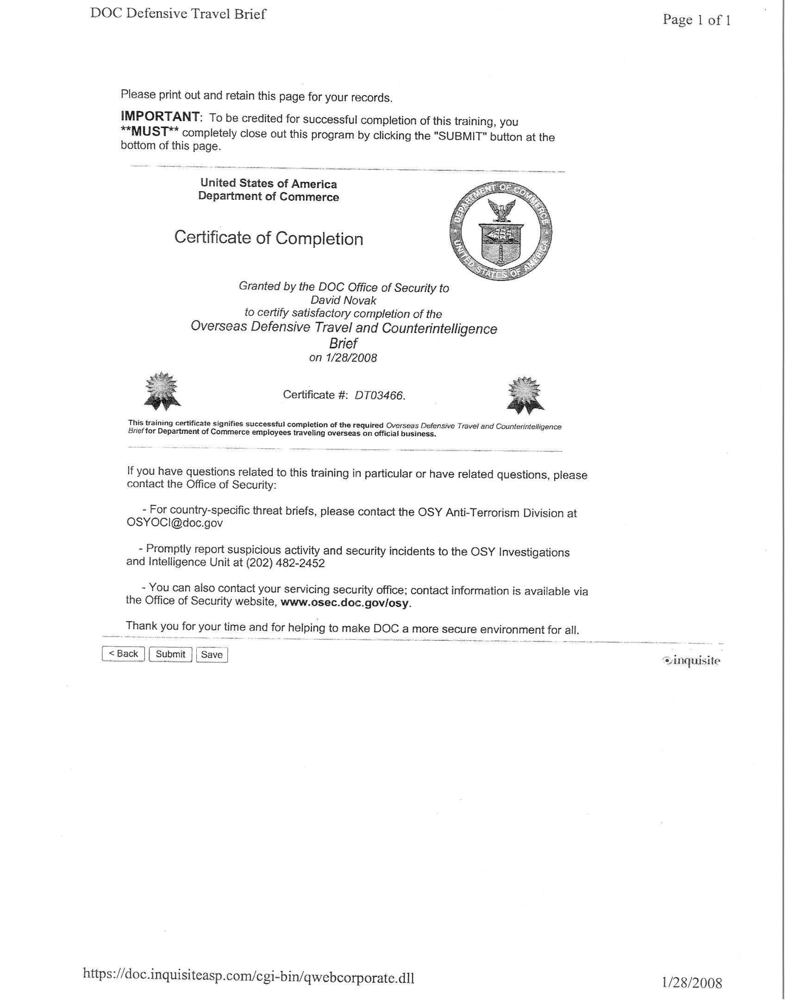 DOC Defensive Travel Brief
Page 1 of 1
Please print out and retain this page for your records.
IMPORTANT: To be credited for successful completion of this training, you
**MUST** completely close out this program by clicking the "SUBMIT" button at the
bottom of this page.
United States of America
Department of Commerce
DEPARTMENT OF COMMERCE
UNITED STATES OF AMERICA
Certificate of Completion
Granted by the DOC Office of Security to
David Novak
to certify satisfactory completion of the
Overseas Defensive Travel and Counterintelligence
Brief
on 1/28/2008
Certificate #: DT03466.
This training certificate signifies successful completion of the required Overseas Defensive Travel and Counterintelligence
Brief for Department of Commerce employees traveling overseas on official business.
If you have questions related to this training in particular or have related questions, please
contact the Office of Security:
- For country-specific threat briefs, please contact the OSY Anti-Terrorism Division at
OSYOCI@doc.gov
- Promptly report suspicious activity and security incidents to the OSY Investigations
and Intelligence Unit at (202) 482-2452
- You can also contact your servicing security office; contact information is available via
the Office of Security website, www.osec.doc.gov/osy.
Thank you for your time and for helping to make DOC a more secure environment for all.
< Back
Submit
Save
inquisite
https://doc.inquisiteasp.com/cgi-bin/qwebcorporate.dll
1/28/2008